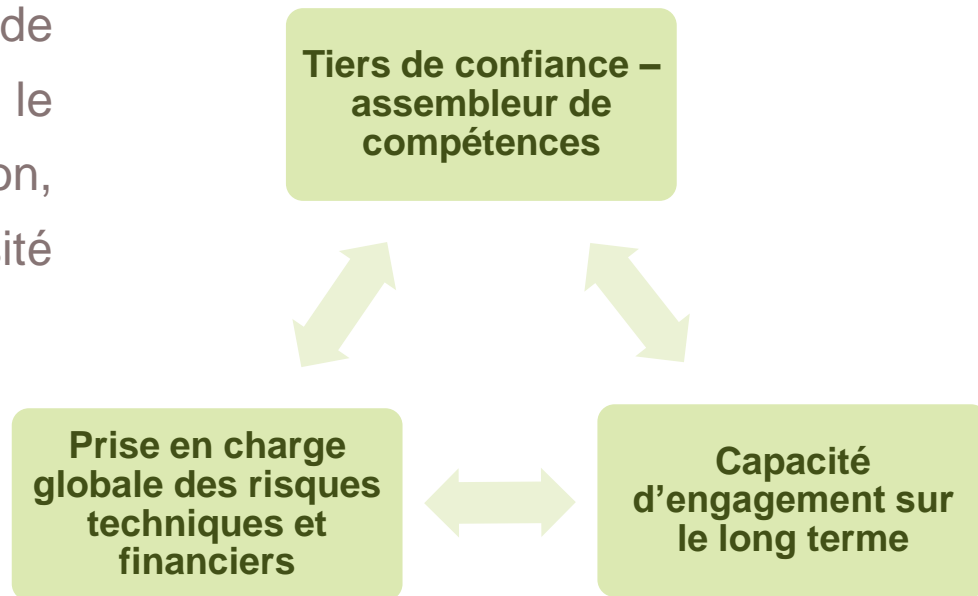 de
le
on,
sité
Tiers de confiance –
assembleur de
compétences
Prise en charge
globale des risques
techniques et
financiers
Capacité
d’engagement sur
le long terme